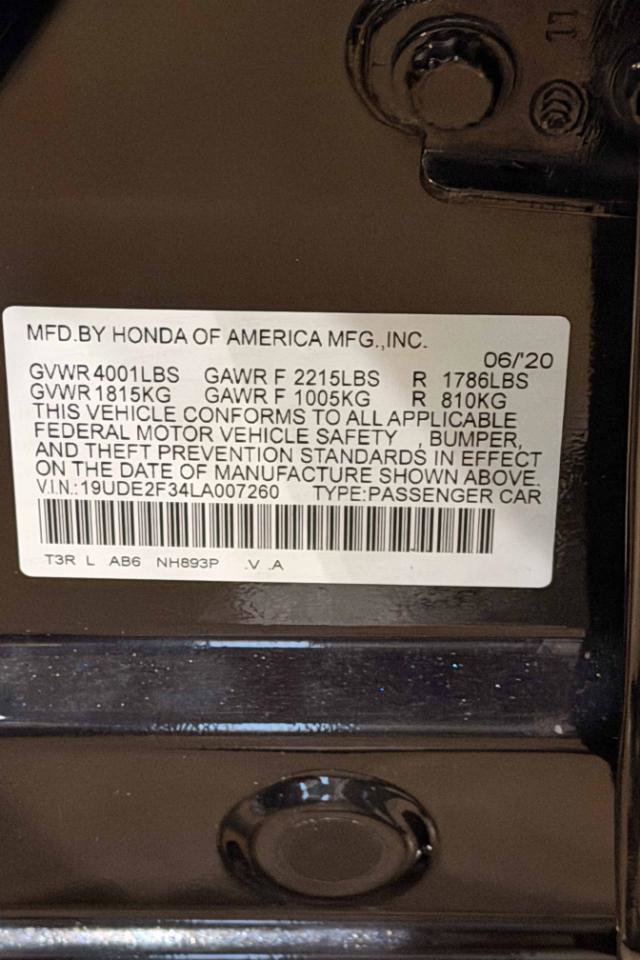 11
MFD.BY HONDA OF AMERICA MFG.,INC.
06/'20
GVWR 4001LBS GAWR F 2215LBS R 1786LBS
GVWR 1815KG GAWR F 1005KG R 810KG
THIS VEHICLE CONFORMS TO ALL APPLICABLE
FEDERAL MOTOR VEHICLE SAFETY , BUMPER,
AND THEFT PREVENTION STANDARDS IN EFFECT
ON THE DATE OF MANUFACTURE SHOWN ABOVE.
V.I.N.:19UDE2F34LA007260 TYPE:PASSENGER CAR
T3R L AB6 NH893P .V .A